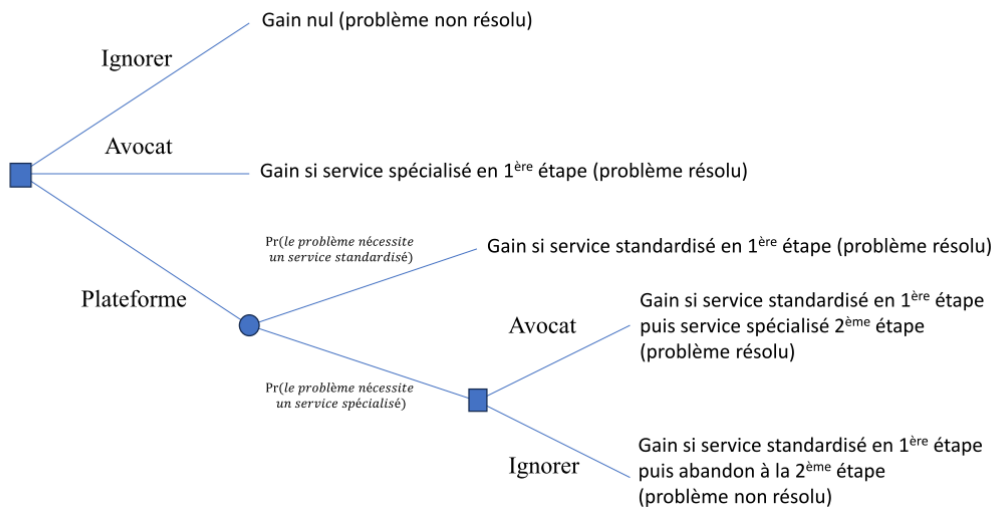 Gain nul (problème non résolu)
Ignorer
Avocat
Gain si service spécialisé en 1ère étape (problème résolu)
Pr(le problème nécessite
un service standardisé)
Gain si service standardisé en 1ère étape (problème résolu)
Plateforme
Gain si service standardisé en 1ère étape
puis service spécialisé 2ème étape
(problème résolu)
Avocat
Pr(le problème nécessite
un service spécialisé)
Ignorer
Gain si service standardisé en 1ère étape
puis abandon à la 2ème étape
(problème non résolu)